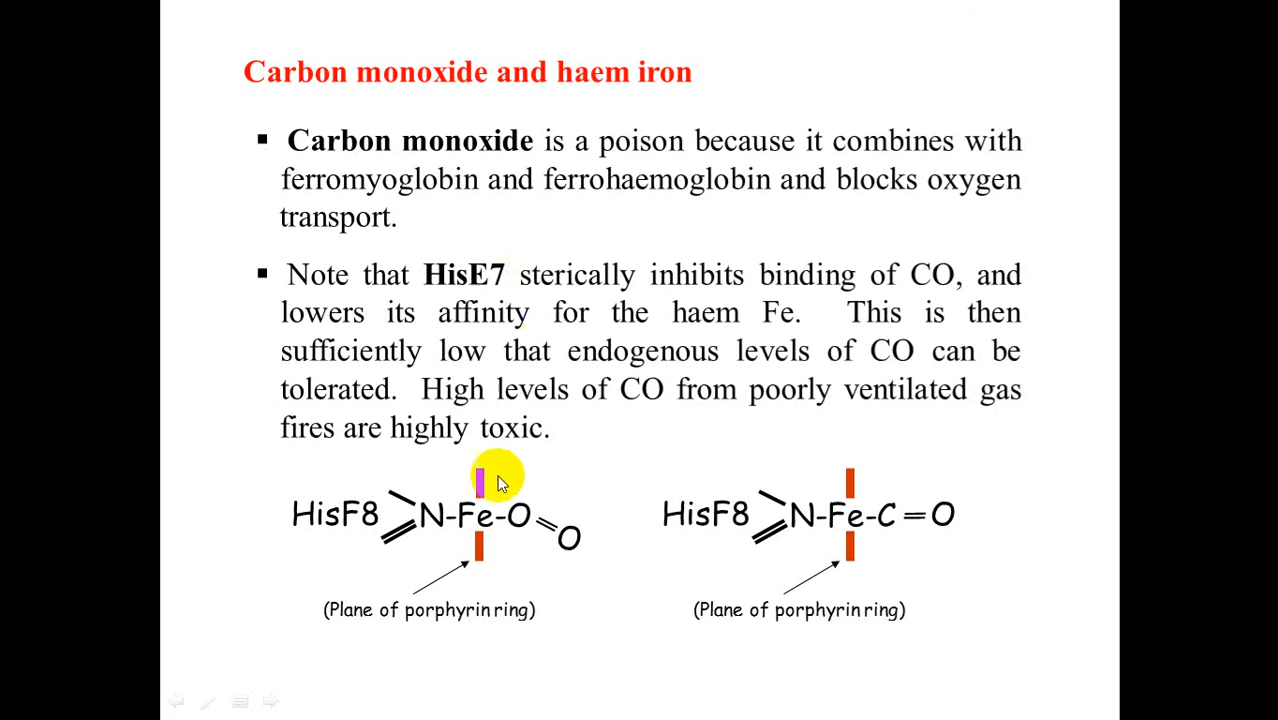 Carbon monoxide and haem iron
▪ Carbon monoxide is a poison because it combines with
ferromyoglobin and ferrohaemoglobin and blocks oxygen
transport.
▪ Note that HisE7 sterically inhibits binding of CO, and
lowers its affinity for the haem Fe. This is then
sufficiently low that endogenous levels of CO can be
tolerated. High levels of CO from poorly ventilated gas
fires are highly toxic.
HisF8 N-Fe-O=O
(Plane of porphyrin ring)
HisF8 N-Fe-C=O
(Plane of porphyrin ring)